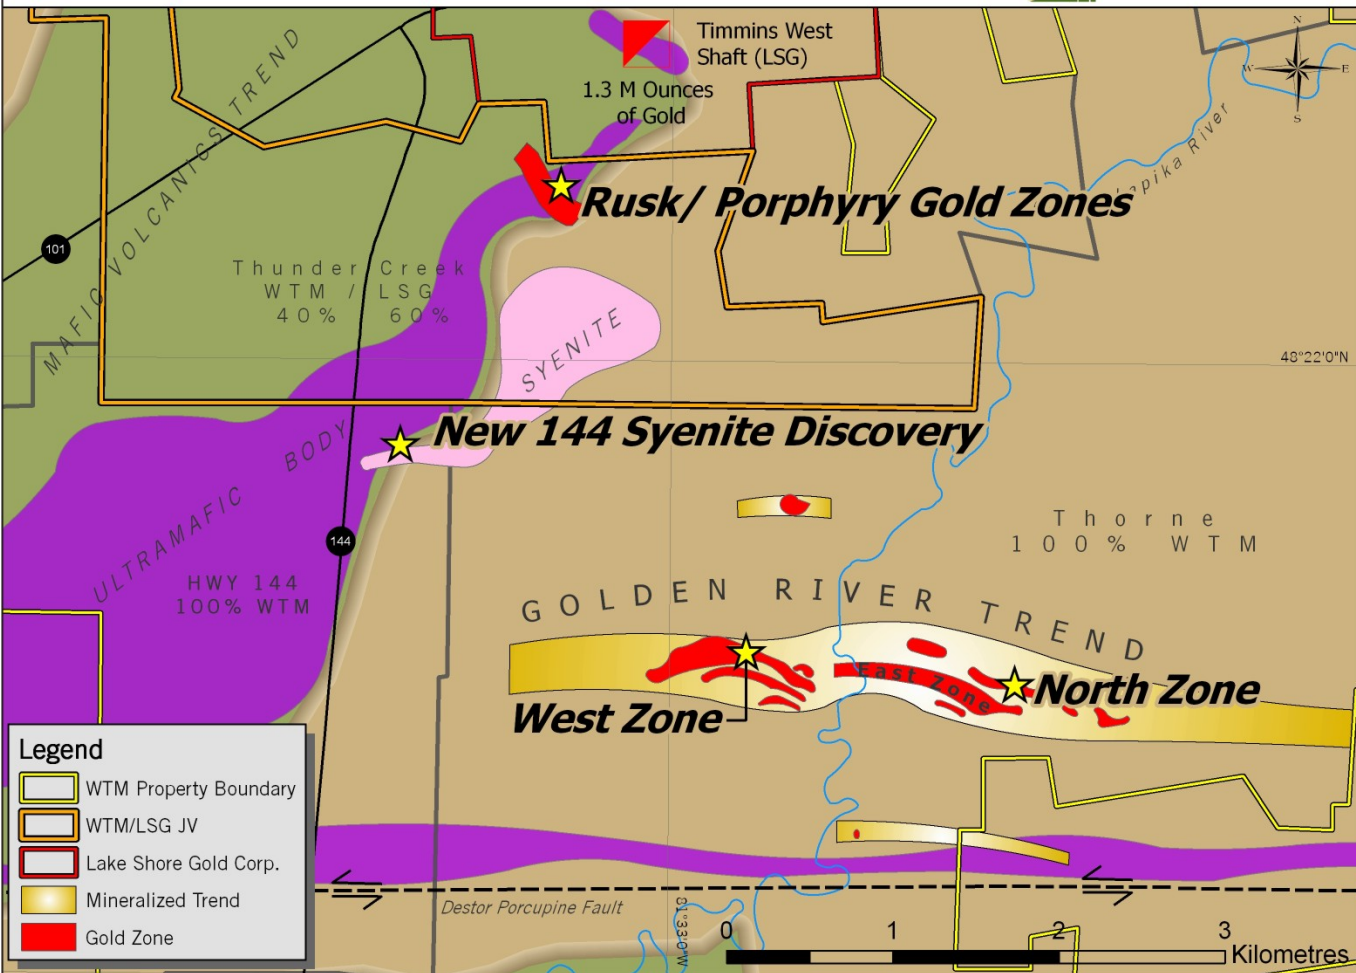 Timmins West
Shaft (LSG)
1.3 M Ounces
of Gold
N
W
E
S
MAFIC VOLCANICS TREND
101
Rusk/ Porphyry Gold Zones
River
Thunder Creek
WTM / LSG
40% 60%
SYENITE
48°22'0"N
New 144 Syenite Discovery
ULTRAMAFIC BODY
144
HWY 144
100% WTM
Thorne
100% WTM
GOLDEN RIVER TREND
East Zone
North Zone
West Zone
Legend
WTM Property Boundary
WTM/LSG JV
Lake Shore Gold Corp.
Mineralized Trend
Gold Zone
Destor Porcupine Fault
81°33'0"W
0 1 2 3
Kilometres